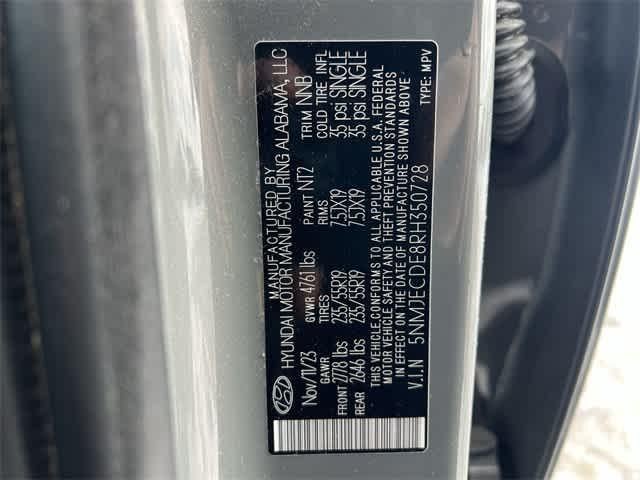 MANUFACTURED BY
HYUNDAI MOTOR MANUFACTURING ALABAMA, LLC
Nov/11/23 GVWR 4761 lbs PAINT NT2 TRIM NNB
GAWR TIRES RIMS COLD TIRE INFL
FRONT 2778 lbs 235/55R19 7.5JX19 35 psi SINGLE
REAR 2646 lbs 235/55R19 7.5JX19 35 psi SINGLE
THIS VEHICLE CONFORMS TO ALL APPLICABLE U.S.A. FEDERAL
MOTOR VEHICLE SAFETY AND THEFT PREVENTION STANDARDS
IN EFFECT ON THE DATE OF MANUFACTURE SHOWN ABOVE
V.I.N 5NMJECDE8RH350728 TYPE: MPV